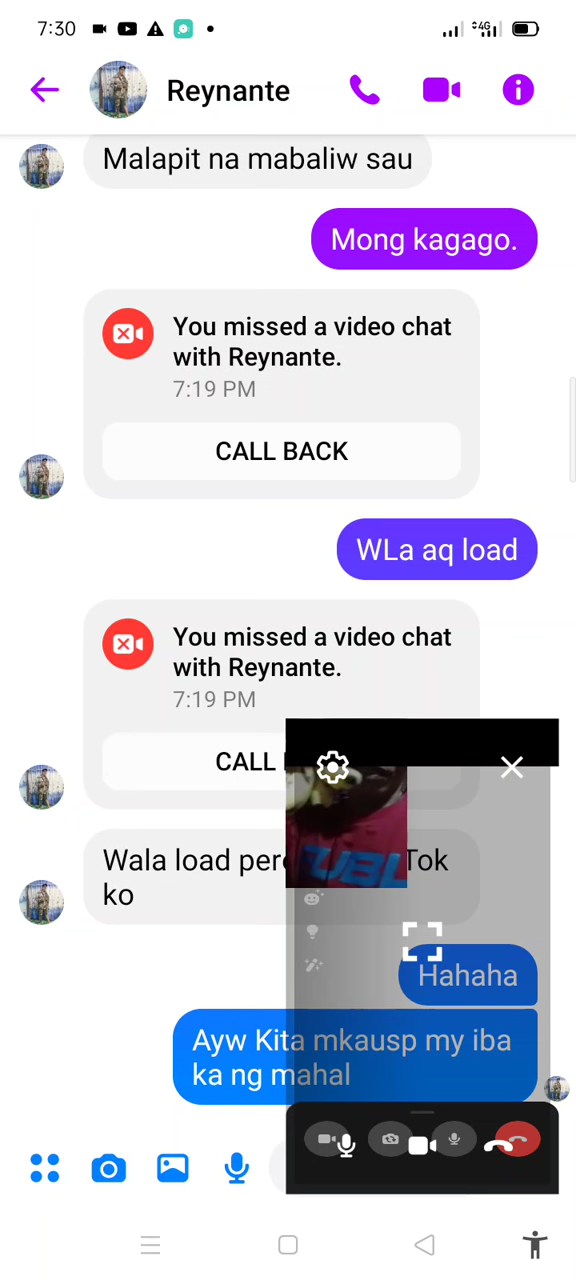 7:30
4G
Reynante
Malapit na mabaliw sau
Mong kagago.
You missed a video chat
with Reynante.
7:19 PM
CALL BACK
WLa aq load
You missed a video chat
with Reynante.
7:19 PM
CALL
Wala load Tok
ko
Hahaha
Ayw Kita mkausp my iba
ka ng mahal